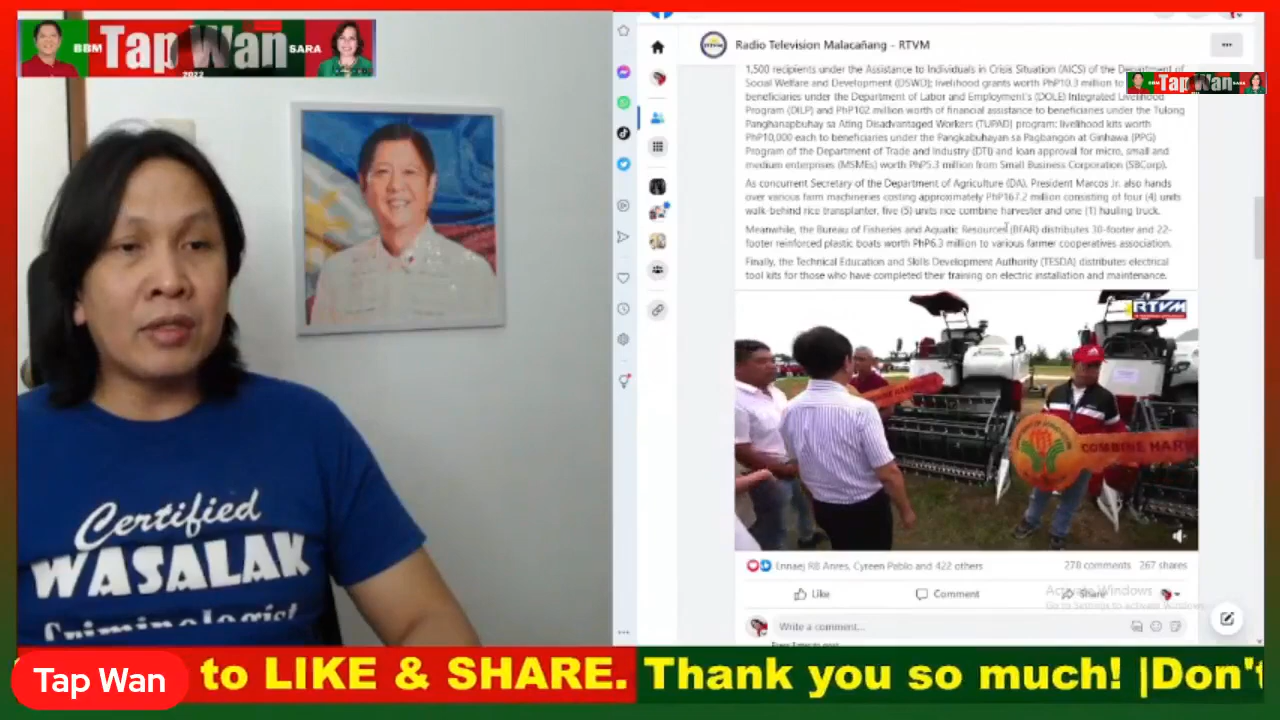 BBM Tap Wan SARA
2022
Radio Television Malacañang - RTVM
1,500 recipients under the Assistance to Individuals in Crisis Situation (AICS) of the Department of
Social Welfare and Development (DSWD); livelihood grants worth PhP10.3 million to
beneficiaries under the Department of Labor and Employment's (DOLE) Integrated Livelihood
Program (DILP) and PhP102 million worth of financial assistance to beneficiaries under the Tulong
Panghanapbuhay sa Ating Disadvantaged Workers (TUPAD) program; livelihood kits worth
PhP10,000 each to beneficiaries under the Pangkabuhayan sa Pagbangon at Ginhawa (PPG)
Program of the Department of Trade and Industry (DTI) and loan approval for micro, small and
medium enterprises (MSMEs) worth PhP5.3 million from Small Business Corporation (SBCorp).
As concurrent Secretary of the Department of Agriculture (DA), President Marcos Jr. also hands
over various farm machineries costing approximately PhP167.2 million consisting of four (4) units
walk-behind rice transplanter, five (5) units rice combine harvester and one (1) hauling truck.
Meanwhile, the Bureau of Fisheries and Aquatic Resources (BFAR) distributes 30-footer and 22-
footer reinforced plastic boats worth PhP6.3 million to various farmer cooperatives association.
Finally, the Technical Education and Skills Development Authority (TESDA) distributes electrical
tool kits for those who have completed their training on electric installation and maintenance.
Tap Wan
RTVM
COMBINE HARV
Ennaej RB Anres, Cyreen Pablo and 422 others
278 comments 267 shares
Like
Comment
Share
Activate Windows
Go to Settings to activate Windows.
Write a comment...
Certified
WASALAK
Criminologist
Tap Wan
to LIKE & SHARE. Thank you so much! |Don't